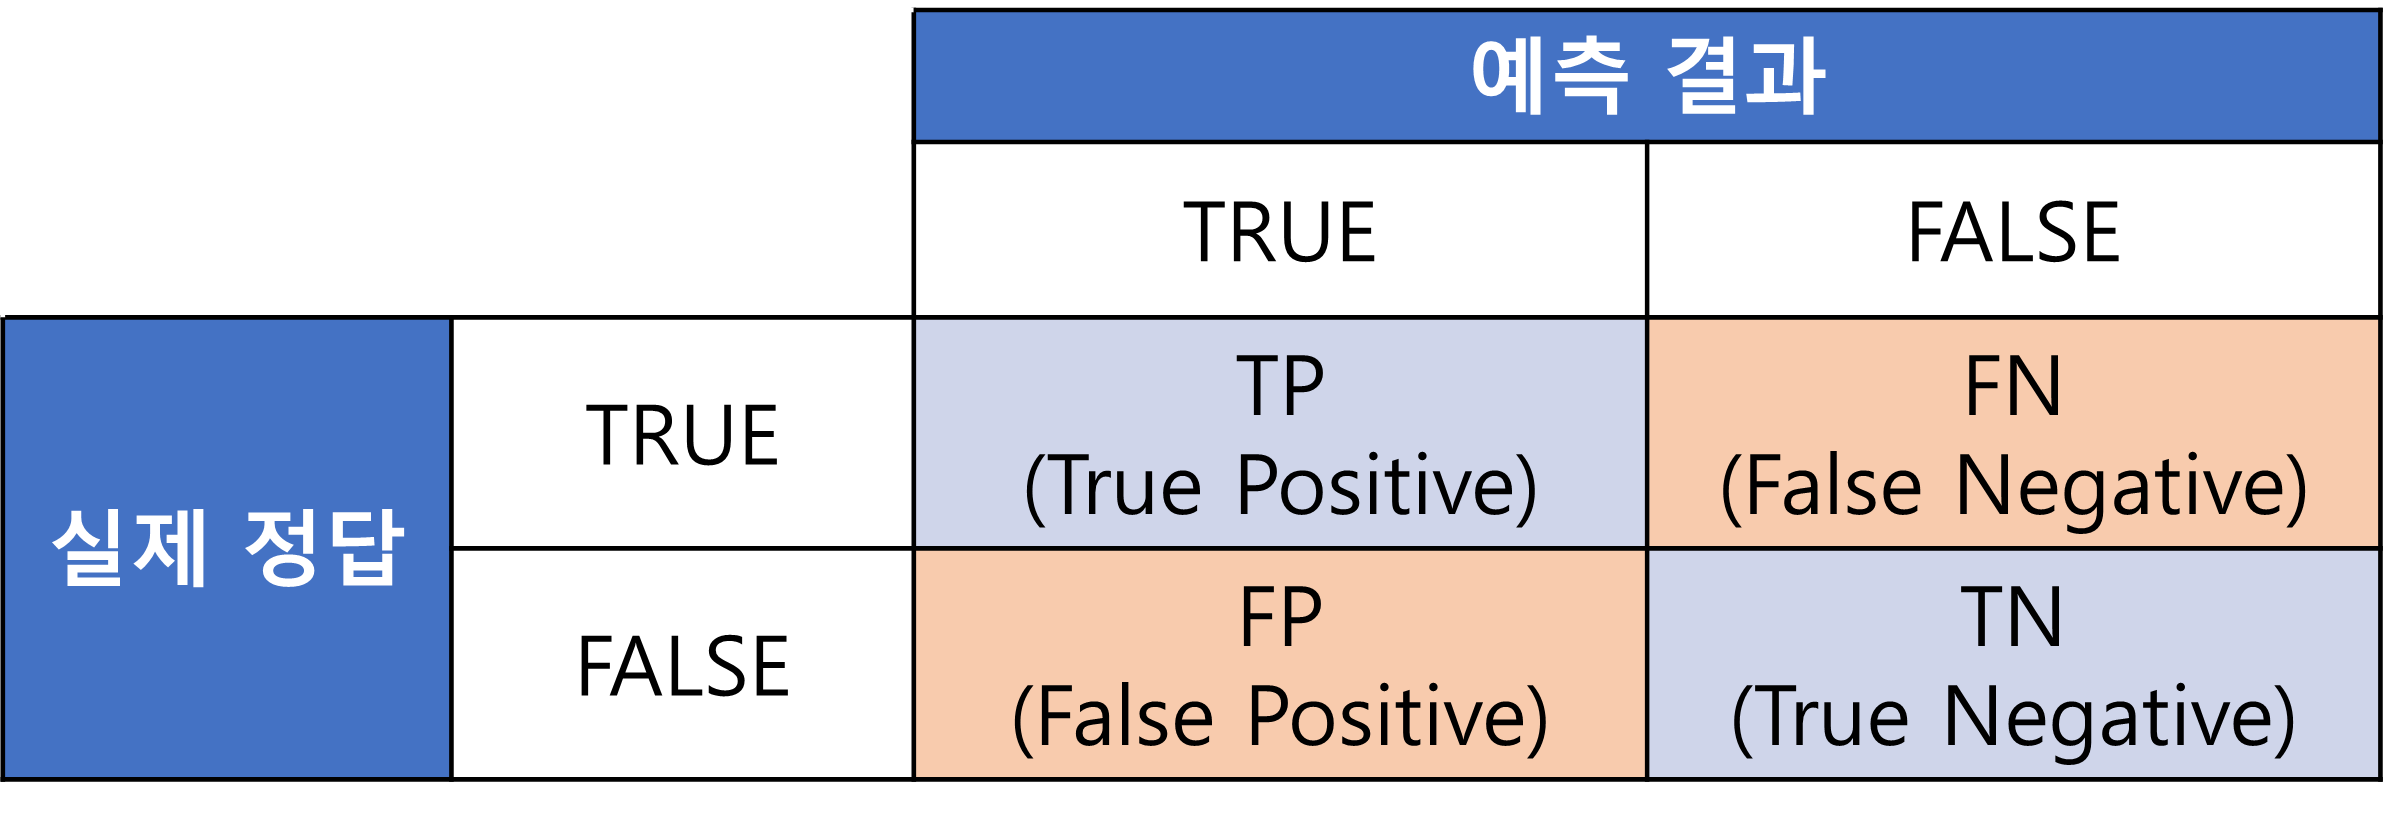 예측 결과
TRUE
FALSE
실제 정답
TRUE
TP
(True Positive)
FN
(False Negative)
FALSE
FP
(False Positive)
TN
(True Negative)